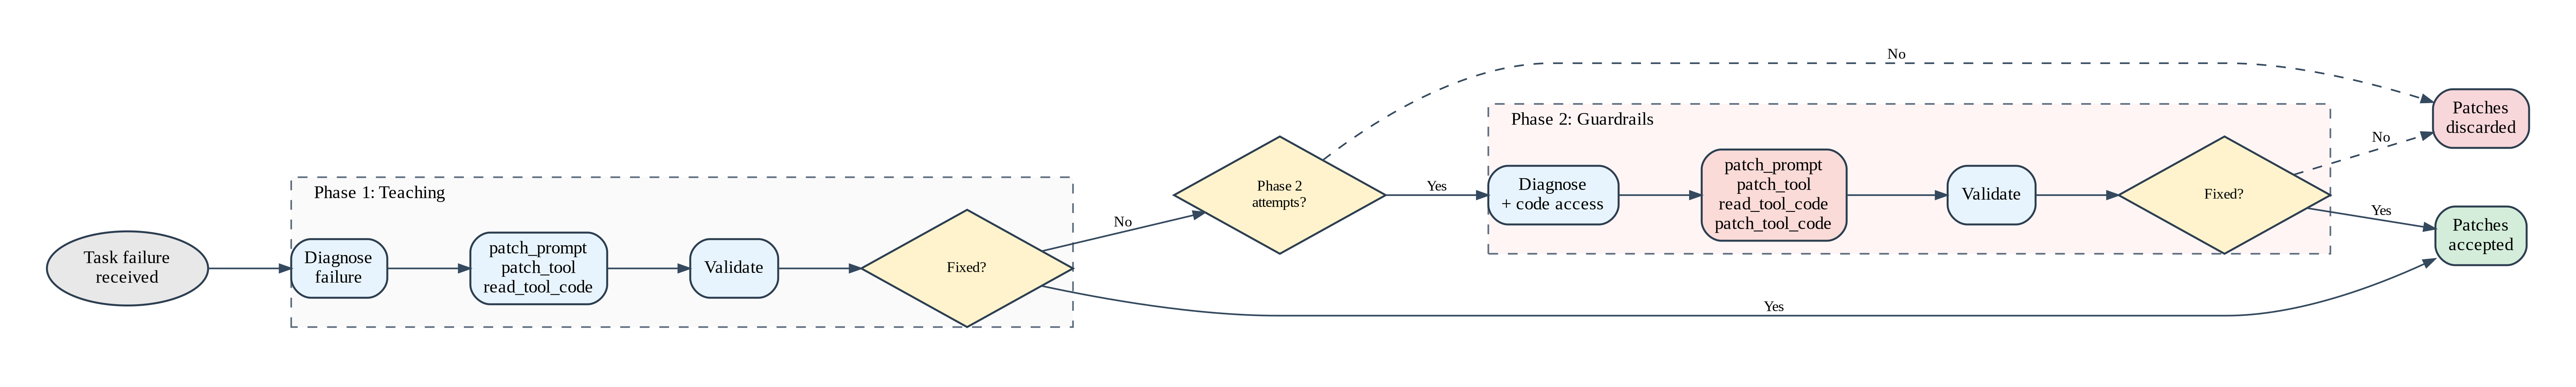 Task failure
received
Phase 1: Teaching
Diagnose
failure
patch_prompt
patch_tool
read_tool_code
Validate
Fixed?
No
Yes
Phase 2
attempts?
No
Yes
Phase 2: Guardrails
Diagnose
+ code access
patch_prompt
patch_tool
read_tool_code
patch_tool_code
Validate
Fixed?
No
Yes
Patches
discarded
Patches
accepted